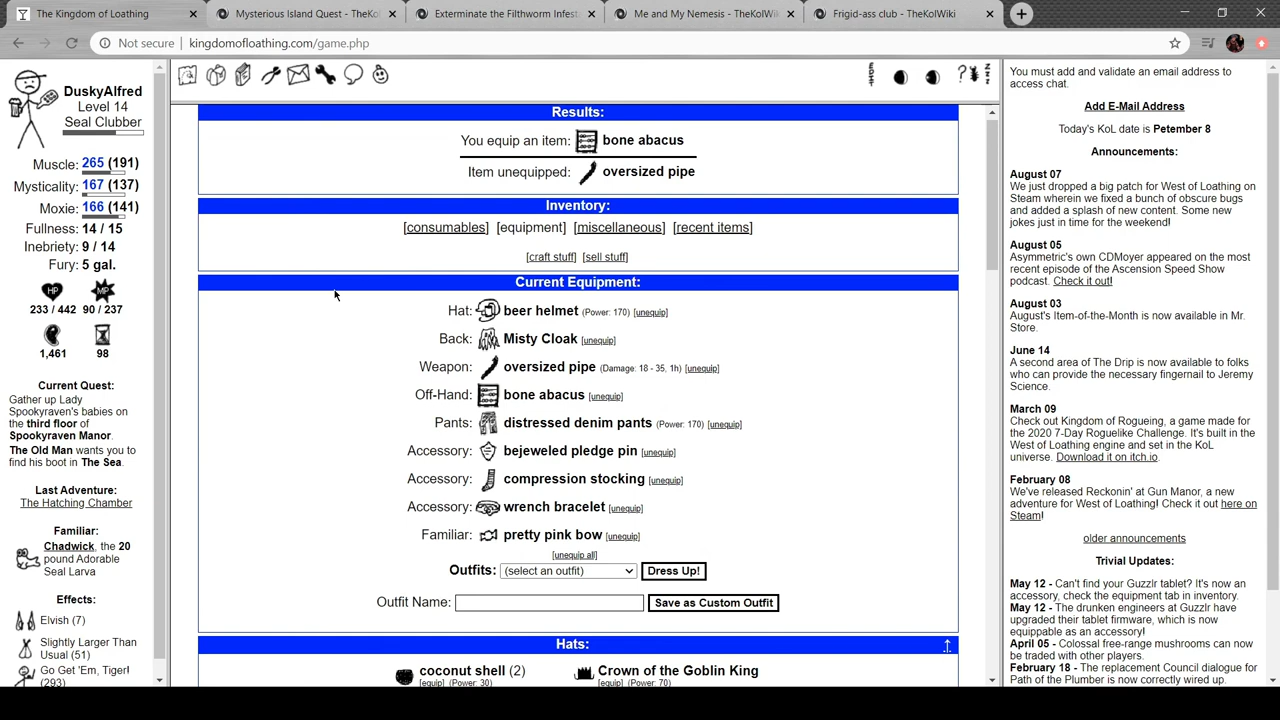 The Kingdom of Loathing
Mysterious Island Quest - TheKol
Exterminate the Filthworm Infest
Me and My Nemesis - TheKolWi
Frigid-ass club - TheKolWiki
Not secure
kingdomofloathing.com/game.php
DuskyAlfred
Level 14
Seal Clubber
Muscle: 265 (191)
Mysticality: 167 (137)
Moxie: 166 (141)
Fullness: 14 / 15
Inebriety: 9 / 14
Fury: 5 gal.
HP MP
233 / 442 90 / 237
1,461 98
Current Quest:
Gather up Lady
Spookyraven's babies on
the third floor of
Spookyraven Manor.
The Old Man wants you to
find his boot in The Sea.
Last Adventure:
The Hatching Chamber
Familiar:
Chadwick, the 20
pound Adorable
Seal Larva
Effects:
Elvish (7)
Slightly Larger Than
Usual (51)
Go Get 'Em, Tiger!
(293)
Results:
You equip an item: bone abacus
Item unequipped: oversized pipe
Inventory:
[consumables] [equipment] [miscellaneous] [recent items]
[craft stuff] [sell stuff]
Current Equipment:
Hat: beer helmet (Power: 170) [unequip]
Back: Misty Cloak [unequip]
Weapon: oversized pipe (Damage: 18 - 35, 1h) [unequip]
Off-Hand: bone abacus [unequip]
Pants: distressed denim pants (Power: 170) [unequip]
Accessory: bejeweled pledge pin [unequip]
Accessory: compression stocking [unequip]
Accessory: wrench bracelet [unequip]
Familiar: pretty pink bow [unequip]
[unequip all]
Outfits: (select an outfit) Dress Up!
Outfit Name: Save as Custom Outfit
Hats:
coconut shell (2) Crown of the Goblin King
[equip] (Power: 30) [equip] (Power: 70)
You must add and validate an email address to
access chat.
Add E-Mail Address
Today's KoL date is Petember 8
Announcements:
August 07
We just dropped a big patch for West of Loathing on
Steam wherein we fixed a bunch of obscure bugs
and added a splash of new content. Some new
jokes just in time for the weekend!
August 05
Asymmetric's own CDMoyer appeared on the most
recent episode of the Ascension Speed Show
podcast. Check it out!
August 03
August's Item-of-the-Month is now available in Mr.
Store.
June 14
A second area of The Drip is now available to folks
who can provide the necessary fingernail to Jeremy
Science.
March 09
Check out Kingdom of Rogueing, a game made for
the 2020 7-Day Roguelike Challenge. It's built in the
West of Loathing engine and set in the KoL
universe. Download it on itch.io.
February 08
We've released Reckonin' at Gun Manor, a new
adventure for West of Loathing! Check it out here on
Steam!
older announcements
Trivial Updates:
May 12 - Can't find your Guzzlr tablet? It's now an
accessory, check the equipment tab in inventory.
May 12 - The drunken engineers at Guzzlr have
upgraded their tablet firmware, which is now
equippable as an accessory!
April 05 - Colossal free-range mushrooms can now
be traded with other players.
February 18 - The replacement Council dialogue for
Path of the Plumber is now correctly wired up.